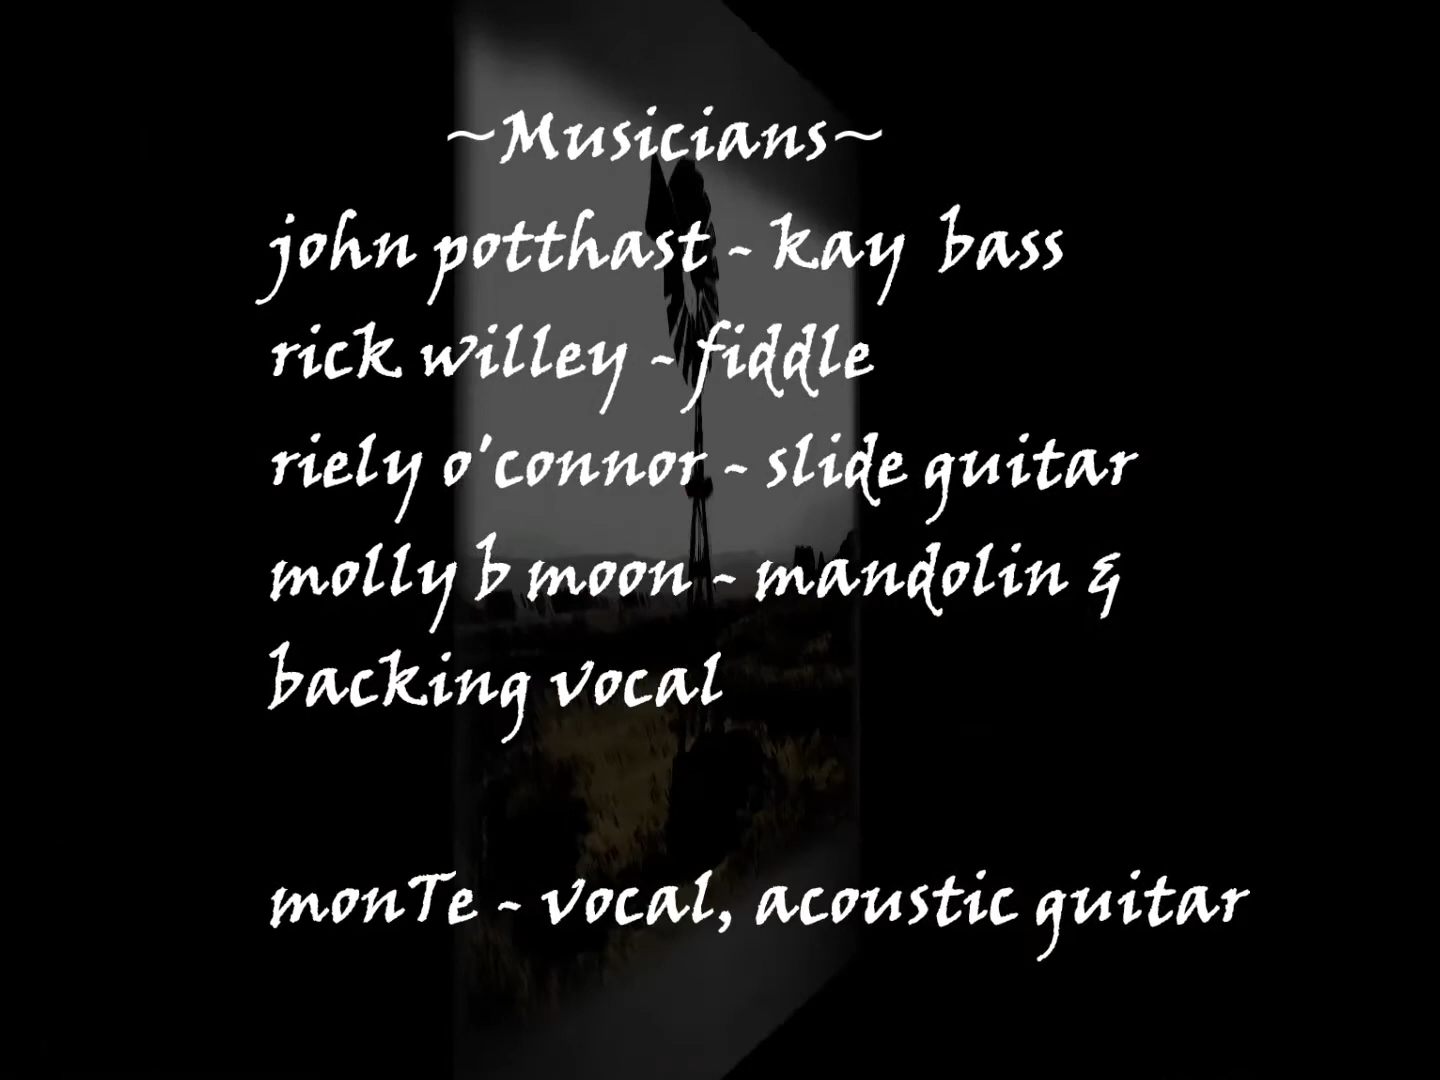 ~Musicians~
john potthast - kay bass
rick willey - fiddle
riely o'connor - slide guitar
molly b moon - mandolin &
backing vocal
monTe - vocal, acoustic guitar